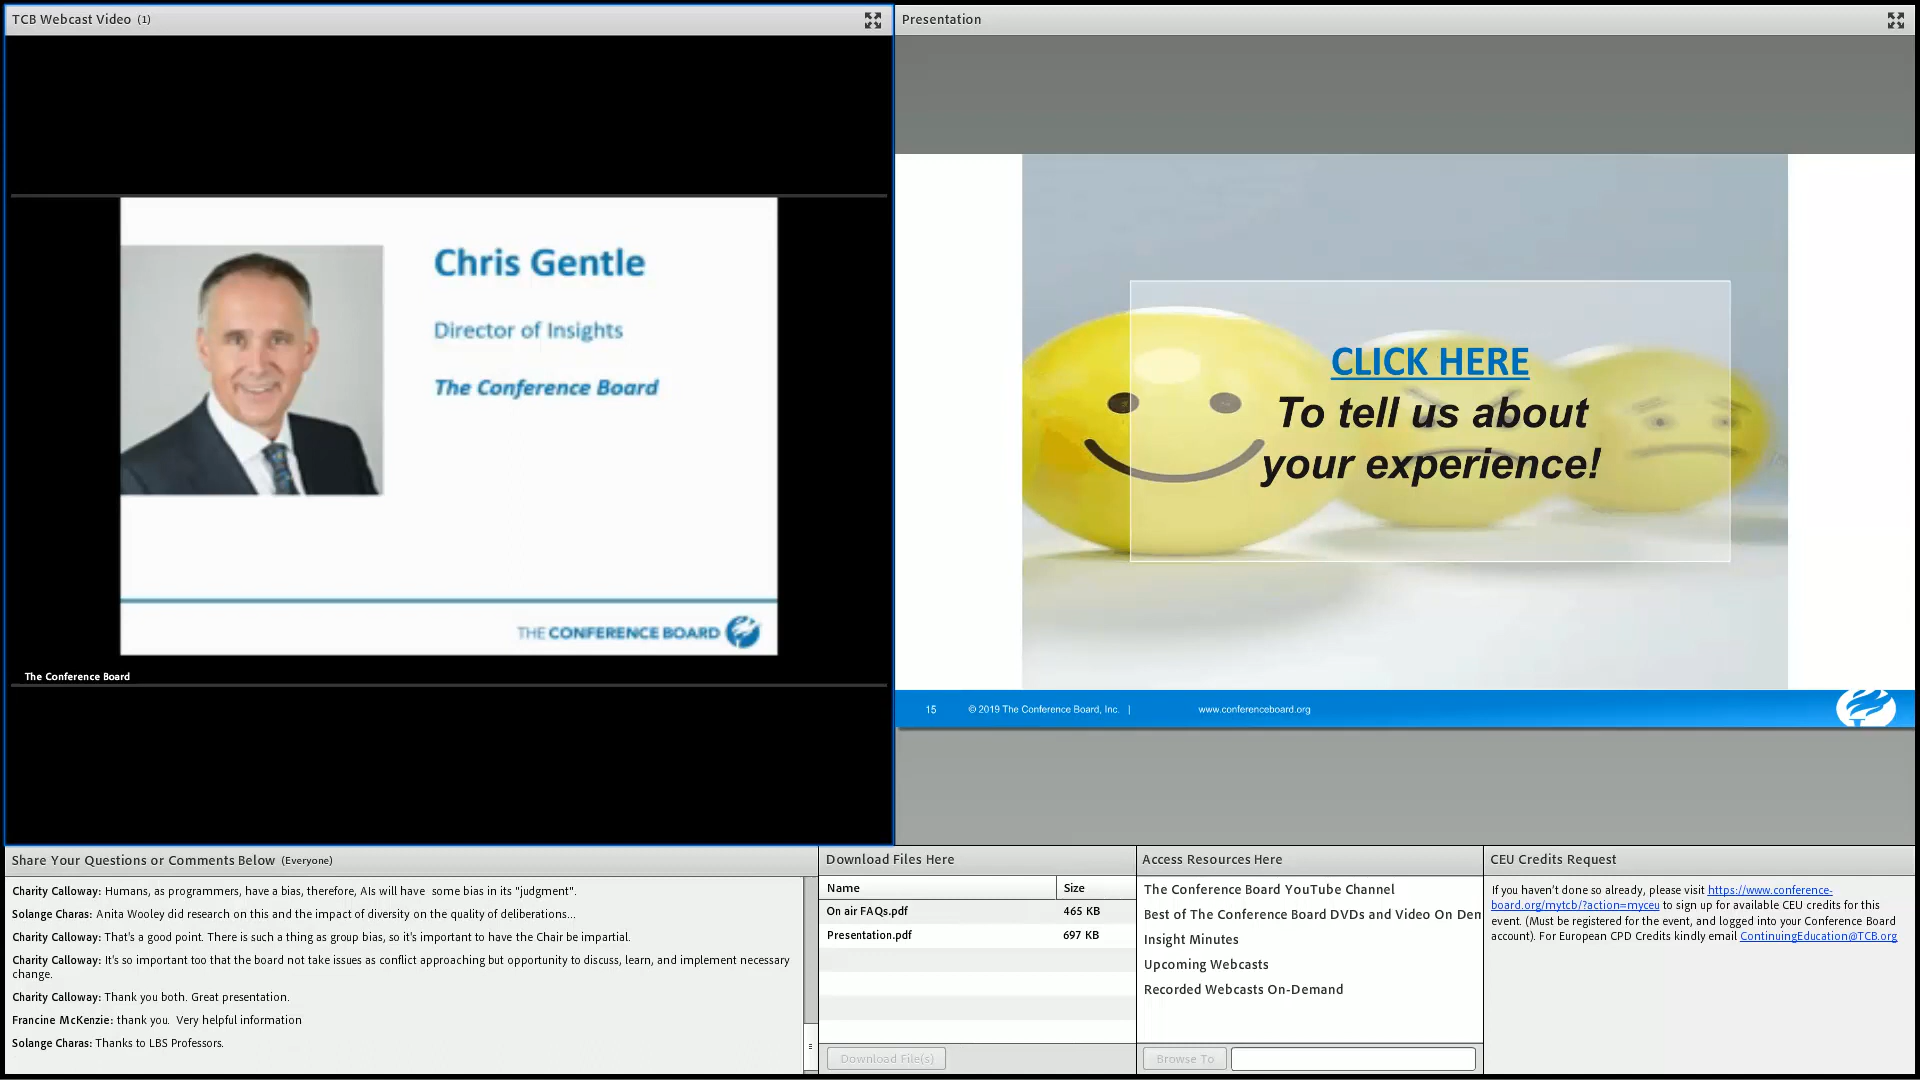 TCB Webcast Video (1)
Presentation
Chris Gentle
Director of Insights
The Conference Board
THE CONFERENCE BOARD
The Conference Board
CLICK HERE
To tell us about
your experience!
15 © 2019 The Conference Board, Inc. | www.conferenceboard.org
Share Your Questions or Comments Below (Everyone)
Charity Calloway: Humans, as programmers, have a bias, therefore, AIs will have some bias in its "judgment".
Solange Charas: Anita Wooley did research on this and the impact of diversity on the quality of deliberations...
Charity Calloway: That's a good point. There is such a thing as group bias, so it's important to have the Chair be impartial.
Charity Calloway: It's so important too that the board not take issues as conflict approaching but opportunity to discuss, learn, and implement necessary
change.
Charity Calloway: Thank you both. Great presentation.
Francine McKenzie: thank you. Very helpful information
Solange Charas: Thanks to LBS Professors.
Download Files Here
Name Size
On air FAQs.pdf 465 KB
Presentation.pdf 697 KB
Download File(s)
Access Resources Here
The Conference Board YouTube Channel
Best of The Conference Board DVDs and Video On Dem
Insight Minutes
Upcoming Webcasts
Recorded Webcasts On-Demand
Browse To
CEU Credits Request
If you haven't done so already, please visit https://www.conference-
board.org/mytcb/?action=myceu to sign up for available CEU credits for this
event. (Must be registered for the event, and logged into your Conference Board
account). For European CPD Credits kindly email ContinuingEducation@TCB.org